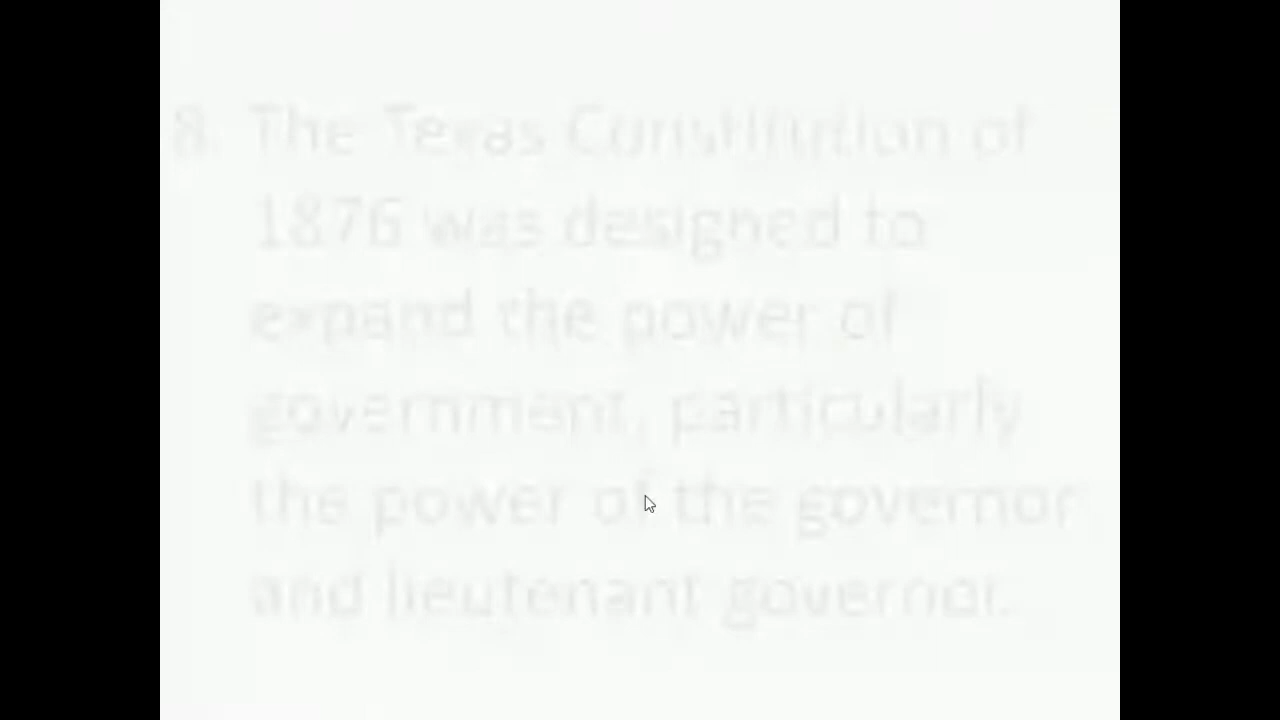 8. The Texas Constitution of
1876 was designed to
expand the power of
government, particularly
the power of the governor
and lieutenant governor.